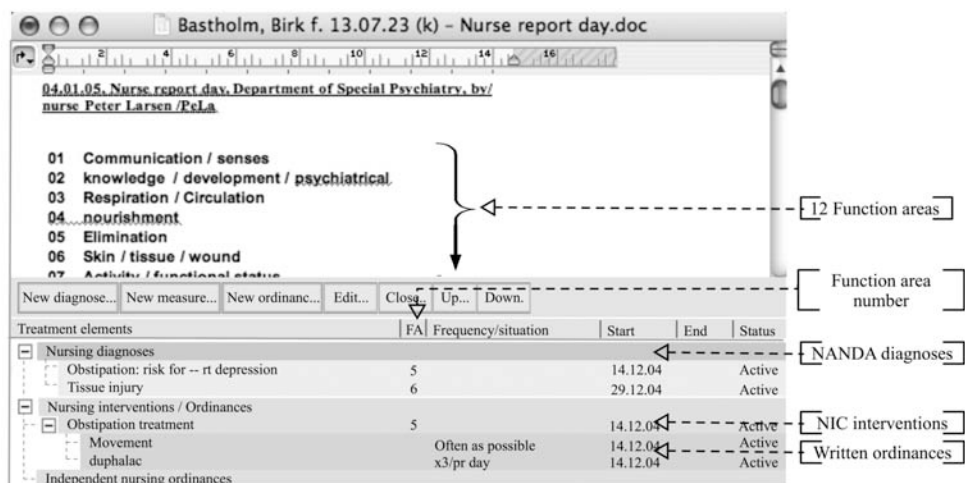 Bastholm, Birk f. 13.07.23 (k) – Nurse report day.doc
2 4 6 8 10 12 14 16
04.01.05. Nurse report day, Department of Special Psychiatry, by/
nurse Peter Larsen /PeLa
01 Communication / senses
02 knowledge / development / psychiatrical
03 Respiration / Circulation
04 nourishment
05 Elimination
06 Skin / tissue / wound
07 Activity / functional status
12 Function areas
Function area
number
New diagnose... New measure... New ordinanc... Edit... Close.. Up... Down.
Treatment elements FA Frequency/situation Start End Status
Nursing diagnoses
NANDA diagnoses
Obstipation: risk for -- rt depression 5 14.12.04 Active
Tissue injury 6 29.12.04 Active
Nursing interventions / Ordinances
Obstipation treatment 5 14.12.04 Active
NIC interventions
Movement Often as possible 14.12.04 Active
duphalac x3/pr day 14.12.04 Active
Written ordinances
Independent nursing ordinances